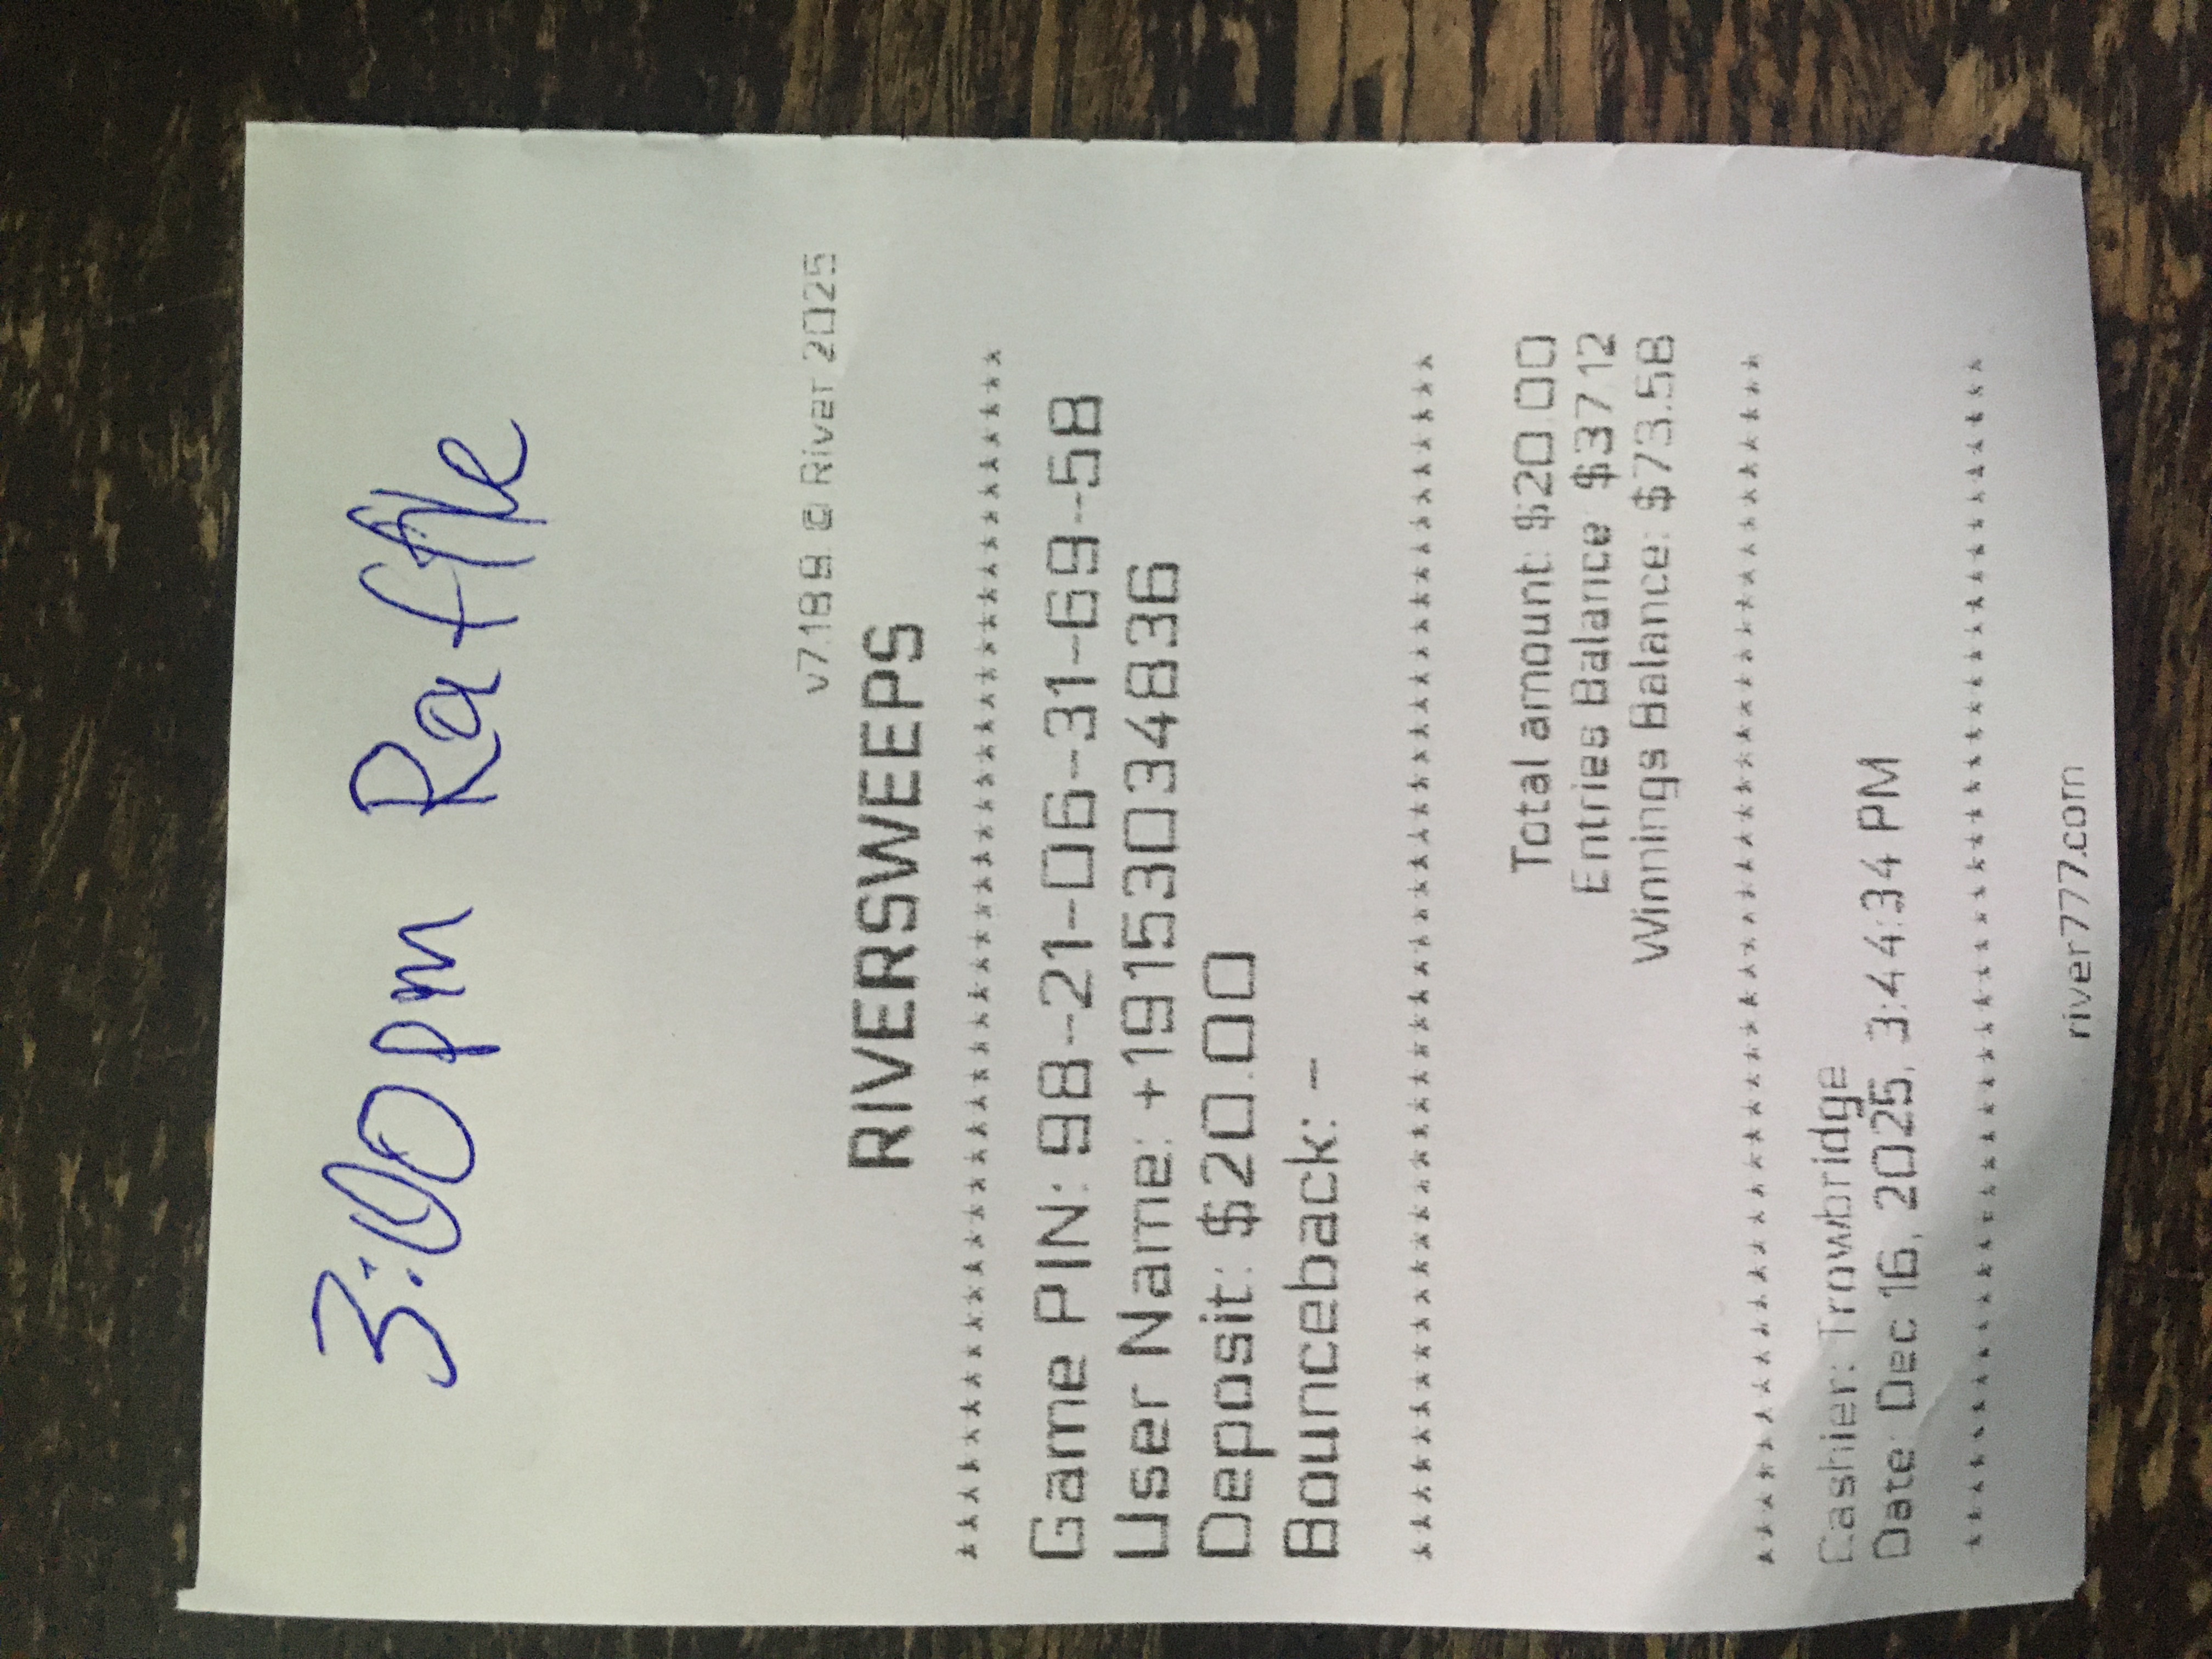 3:00pm Raffle
v7.189. © River 2025
RIVERSWEEPS
****************************************
Game PIN: 98-21-06-31-69-58
User Name: +19153034836
Deposit: $20.00
Bounceback: -
****************************************
Total amount: $20.00
Entries Balance: $37.12
Winnings Balance: $73.58
****************************************
Cashier: Trowbridge
Date: Dec 16, 2025, 3:44:34 PM
****************************************
river777.com